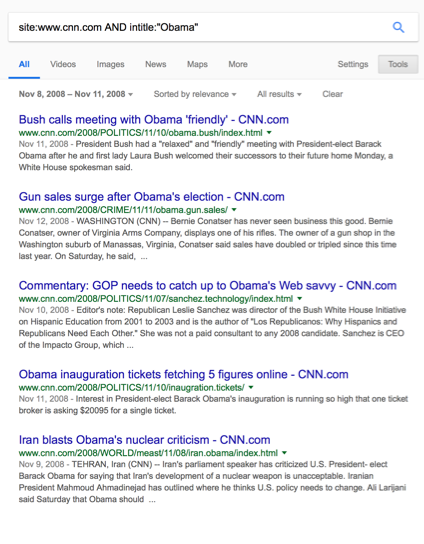 site:www.cnn.com AND intitle:"Obama"
All Videos Images News Maps More Settings Tools
Nov 8, 2008 – Nov 11, 2008 Sorted by relevance All results Clear
Bush calls meeting with Obama 'friendly' - CNN.com
www.cnn.com/2008/POLITICS/11/10/obama.bush/index.html
Nov 11, 2008 - President Bush had a "relaxed" and "friendly" meeting with President-elect Barack
Obama after he and first lady Laura Bush welcomed their successors to their future home Monday, a
White House spokesman said.
Gun sales surge after Obama's election - CNN.com
www.cnn.com/2008/CRIME/11/11/obama.gun.sales/
Nov 12, 2008 - WASHINGTON (CNN) -- Bernie Conatser has never seen business this good. Bernie
Conatser, owner of Virginia Arms Company, displays one of his rifles. The owner of a gun shop in the
Washington suburb of Manassas, Virginia, Conatser said sales have doubled or tripled since this time
last year. On Saturday, he said, ...
Commentary: GOP needs to catch up to Obama's Web savvy - CNN.com
www.cnn.com/2008/POLITICS/11/07/sanchez.technology/index.html
Nov 10, 2008 - Editor's note: Republican Leslie Sanchez was director of the Bush White House Initiative
on Hispanic Education from 2001 to 2003 and is the author of "Los Republicanos: Why Hispanics and
Republicans Need Each Other." She was not a paid consultant to any 2008 candidate. Sanchez is CEO
of the Impacto Group, which ...
Obama inauguration tickets fetching 5 figures online - CNN.com
www.cnn.com/2008/POLITICS/11/10/inaugration.tickets/
Nov 11, 2008 - Interest in President-elect Barack Obama's inauguration is running so high that one ticket
broker is asking $20095 for a single ticket.
Iran blasts Obama's nuclear criticism - CNN.com
www.cnn.com/2008/WORLD/meast/11/08/iran.obama/index.html
Nov 9, 2008 - TEHRAN, Iran (CNN) -- Iran's parliament speaker has criticized U.S. President- elect
Barack Obama for saying that Iran's development of a nuclear weapon is unacceptable. Iranian
President Mahmoud Ahmadinejad has outlined where he thinks U.S. policy needs to change. Ali Larijani
said Saturday that Obama should ...